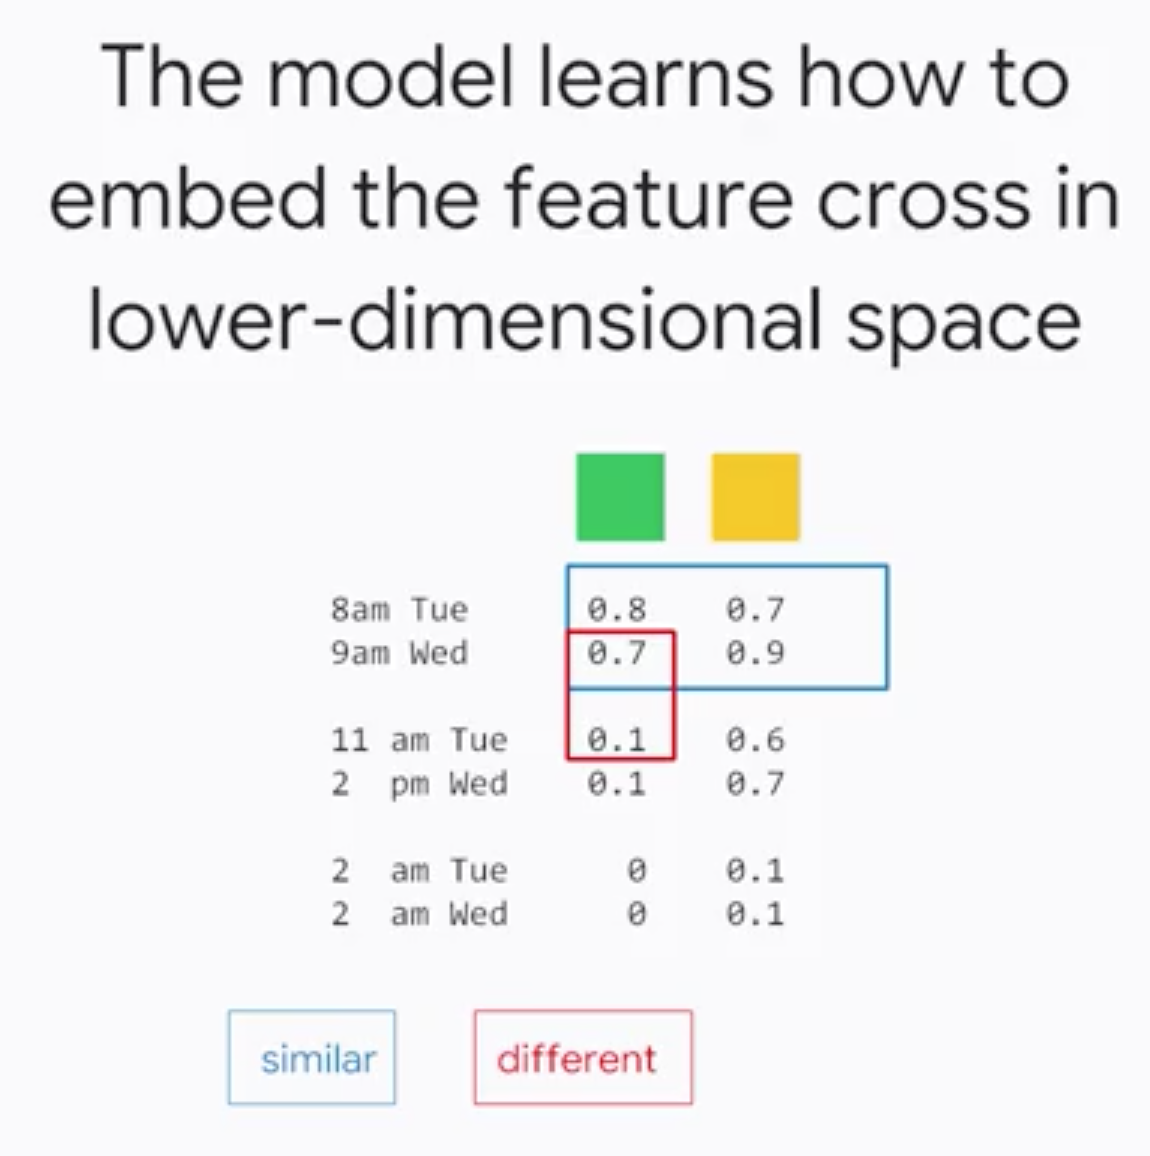 The model learns how to
embed the feature cross in
lower-dimensional space
8am Tue 0.8 0.7
9am Wed 0.7 0.9
11 am Tue 0.1 0.6
2 pm Wed 0.1 0.7
2 am Tue 0 0.1
2 am Wed 0 0.1
similar different